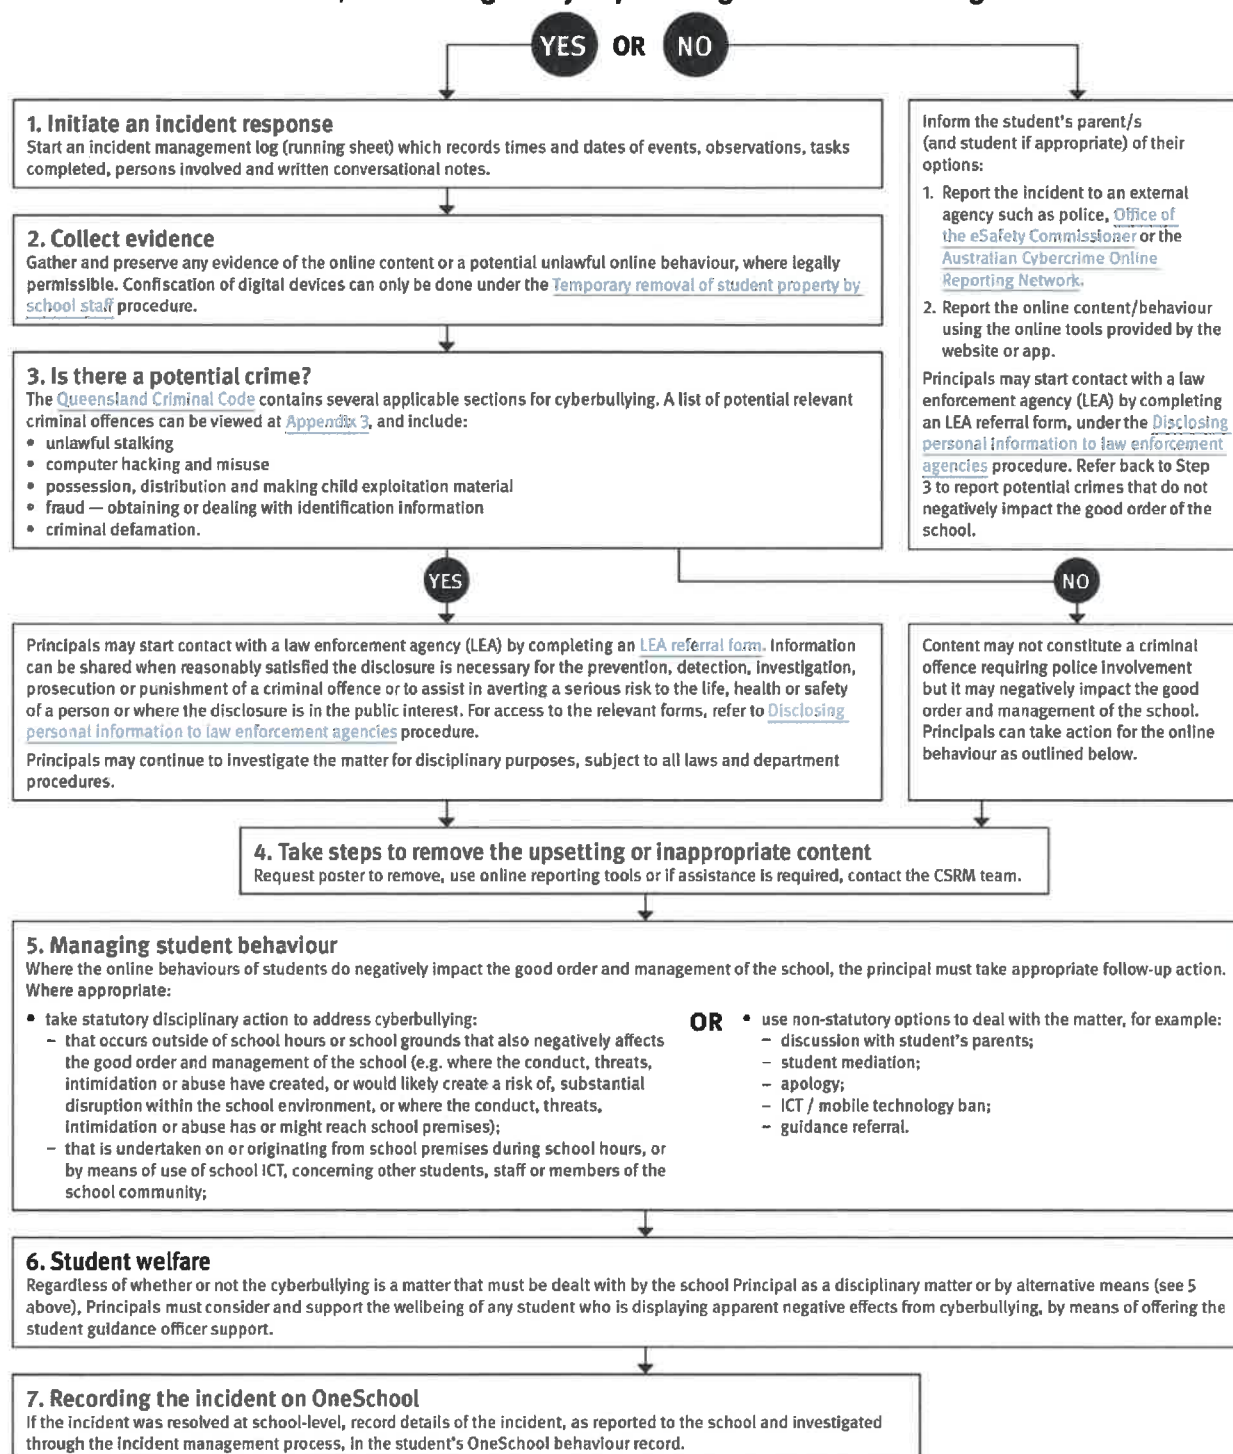 YES OR NO
1. Initiate an incident response
Start an incident management log (running sheet) which records times and dates of events, observations, tasks
completed, persons involved and written conversational notes.
2. Collect evidence
Gather and preserve any evidence of the online content or a potential unlawful online behaviour, where legally
permissible. Confiscation of digital devices can only be done under the Temporary removal of student property by
school staff procedure.
3. Is there a potential crime?
The Queensland Criminal Code contains several applicable sections for cyberbullying. A list of potential relevant
criminal offences can be viewed at Appendix 3, and include:
• unlawful stalking
• computer hacking and misuse
• possession, distribution and making child exploitation material
• fraud — obtaining or dealing with identification information
• criminal defamation.
Inform the student's parent/s
(and student if appropriate) of their
options:
1. Report the incident to an external
agency such as police, Office of
the eSafety Commissioner or the
Australian Cybercrime Online
Reporting Network.
2. Report the online content/behaviour
using the online tools provided by the
website or app.
Principals may start contact with a law
enforcement agency (LEA) by completing
an LEA referral form, under the Disclosing
personal information to law enforcement
agencies procedure. Refer back to Step
3 to report potential crimes that do not
negatively impact the good order of the
school.
YES
NO
Principals may start contact with a law enforcement agency (LEA) by completing an LEA referral form. Information
can be shared when reasonably satisfied the disclosure is necessary for the prevention, detection, investigation,
prosecution or punishment of a criminal offence or to assist in averting a serious risk to the life, health or safety
of a person or where the disclosure is in the public interest. For access to the relevant forms, refer to Disclosing
personal information to law enforcement agencies procedure.
Principals may continue to investigate the matter for disciplinary purposes, subject to all laws and department
procedures.
Content may not constitute a criminal
offence requiring police involvement
but it may negatively impact the good
order and management of the school.
Principals can take action for the online
behaviour as outlined below.
4. Take steps to remove the upsetting or inappropriate content
Request poster to remove, use online reporting tools or if assistance is required, contact the CSRM team.
5. Managing student behaviour
Where the online behaviours of students do negatively impact the good order and management of the school, the principal must take appropriate follow-up action.
Where appropriate:
• take statutory disciplinary action to address cyberbullying:
– that occurs outside of school hours or school grounds that also negatively affects
the good order and management of the school (e.g. where the conduct, threats,
intimidation or abuse have created, or would likely create a risk of, substantial
disruption within the school environment, or where the conduct, threats,
intimidation or abuse has or might reach school premises);
– that is undertaken on or originating from school premises during school hours, or
by means of use of school ICT, concerning other students, staff or members of the
school community;
OR
• use non-statutory options to deal with the matter, for example:
– discussion with student's parents;
– student mediation;
– apology;
– ICT / mobile technology ban;
– guidance referral.
6. Student welfare
Regardless of whether or not the cyberbullying is a matter that must be dealt with by the school Principal as a disciplinary matter or by alternative means (see 5
above), Principals must consider and support the wellbeing of any student who is displaying apparent negative effects from cyberbullying, by means of offering the
student guidance officer support.
7. Recording the incident on OneSchool
If the incident was resolved at school-level, record details of the incident, as reported to the school and investigated
through the incident management process, in the student's OneSchool behaviour record.